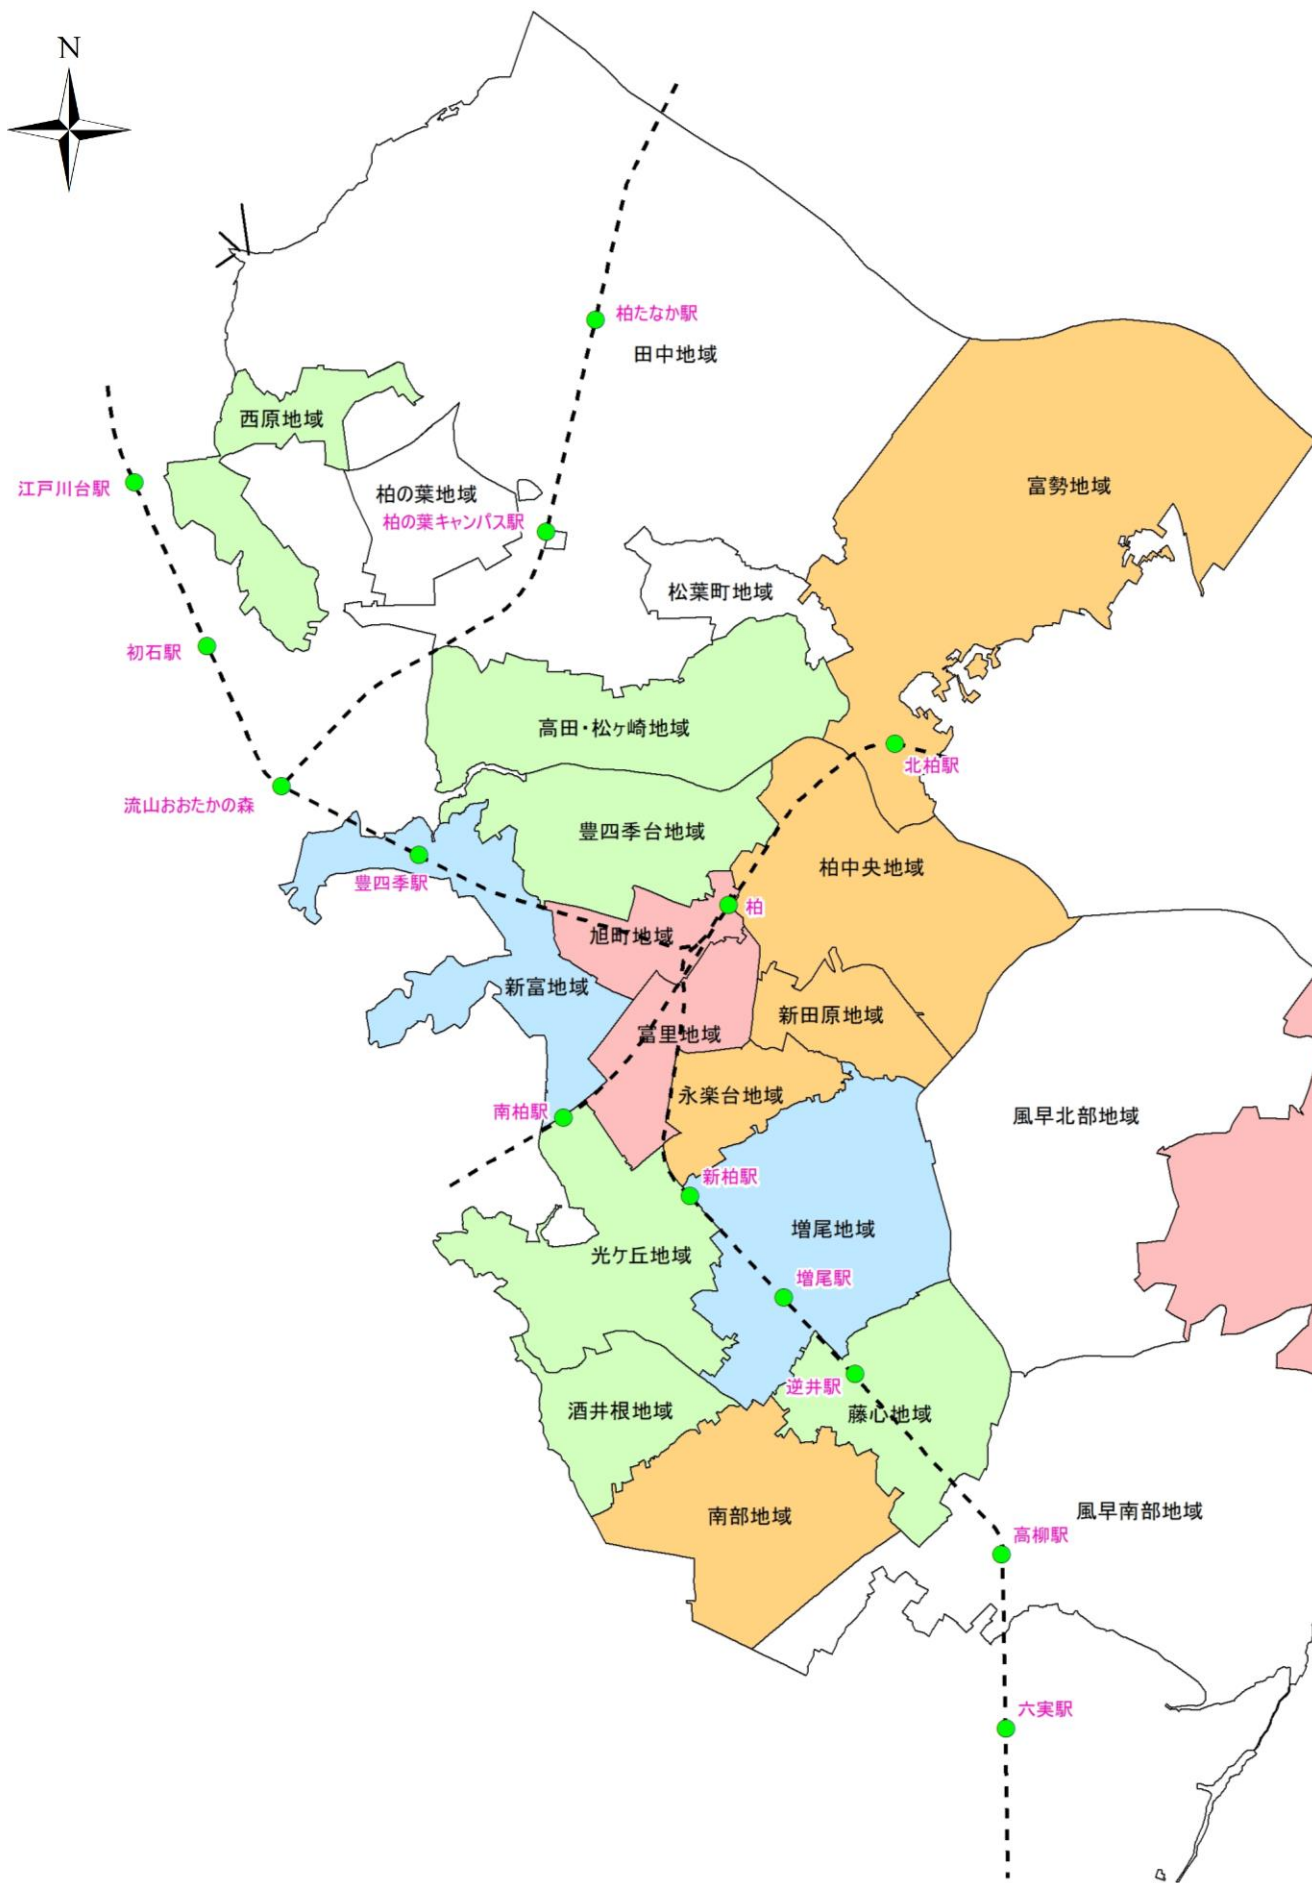 N
柏たなか駅
田中地域
西原地域
江戸川台駅
柏の葉地域
柏の葉キャンパス駅
富勢地域
松葉町地域
初石駅
高田・松ヶ崎地域
北柏駅
流山おおたかの森
豊四季台地域
柏中央地域
豊四季駅
柏
旭町地域
新富地域
新田原地域
富里地域
永楽台地域
南柏駅
風早北部地域
新柏駅
増尾地域
光ケ丘地域
増尾駅
逆井駅
酒井根地域
藤心地域
南部地域
風早南部地域
高柳駅
六実駅